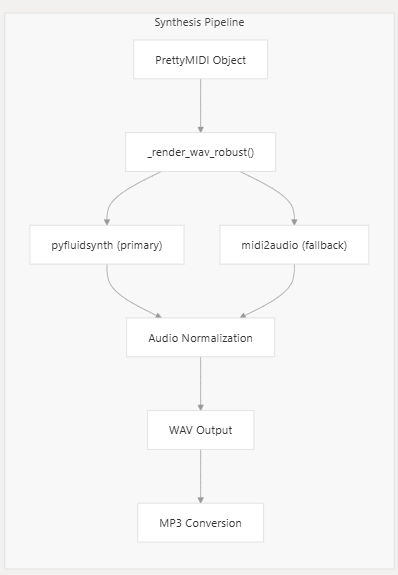 Synthesis Pipeline
PrettyMIDI Object
_render_wav_robust()
pyfluidsynth (primary)
midi2audio (fallback)
Audio Normalization
WAV Output
MP3 Conversion